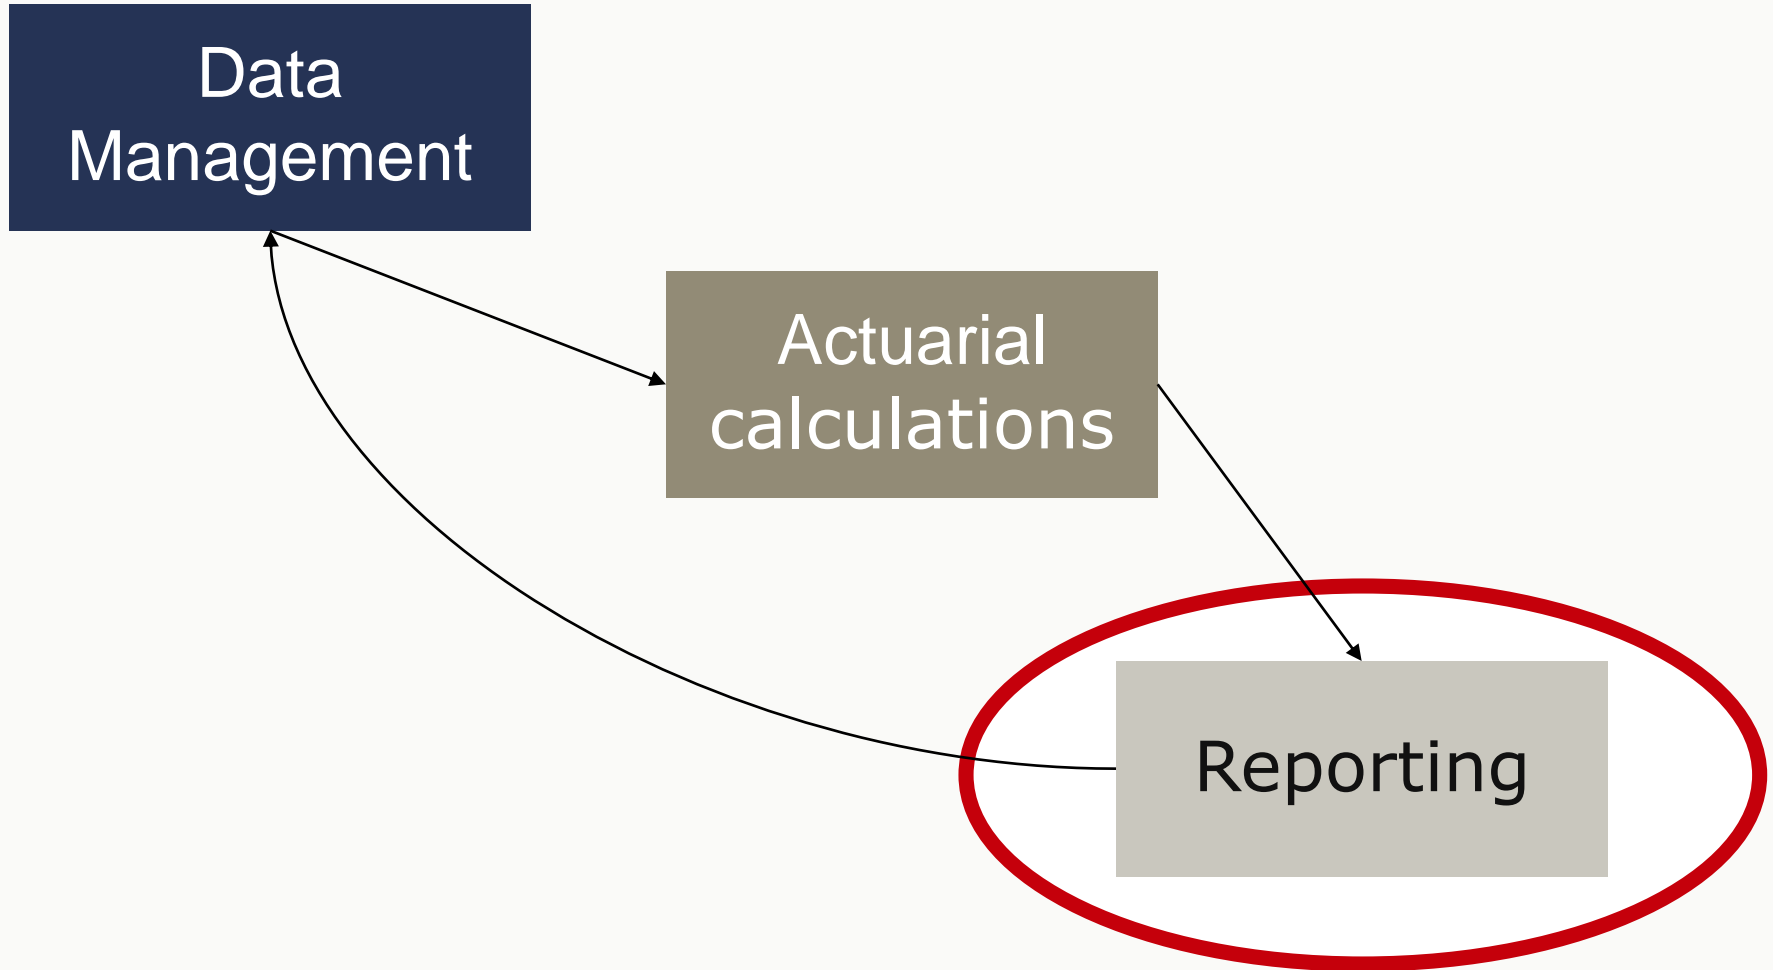 Data
Management
Actuarial
calculations
Reporting